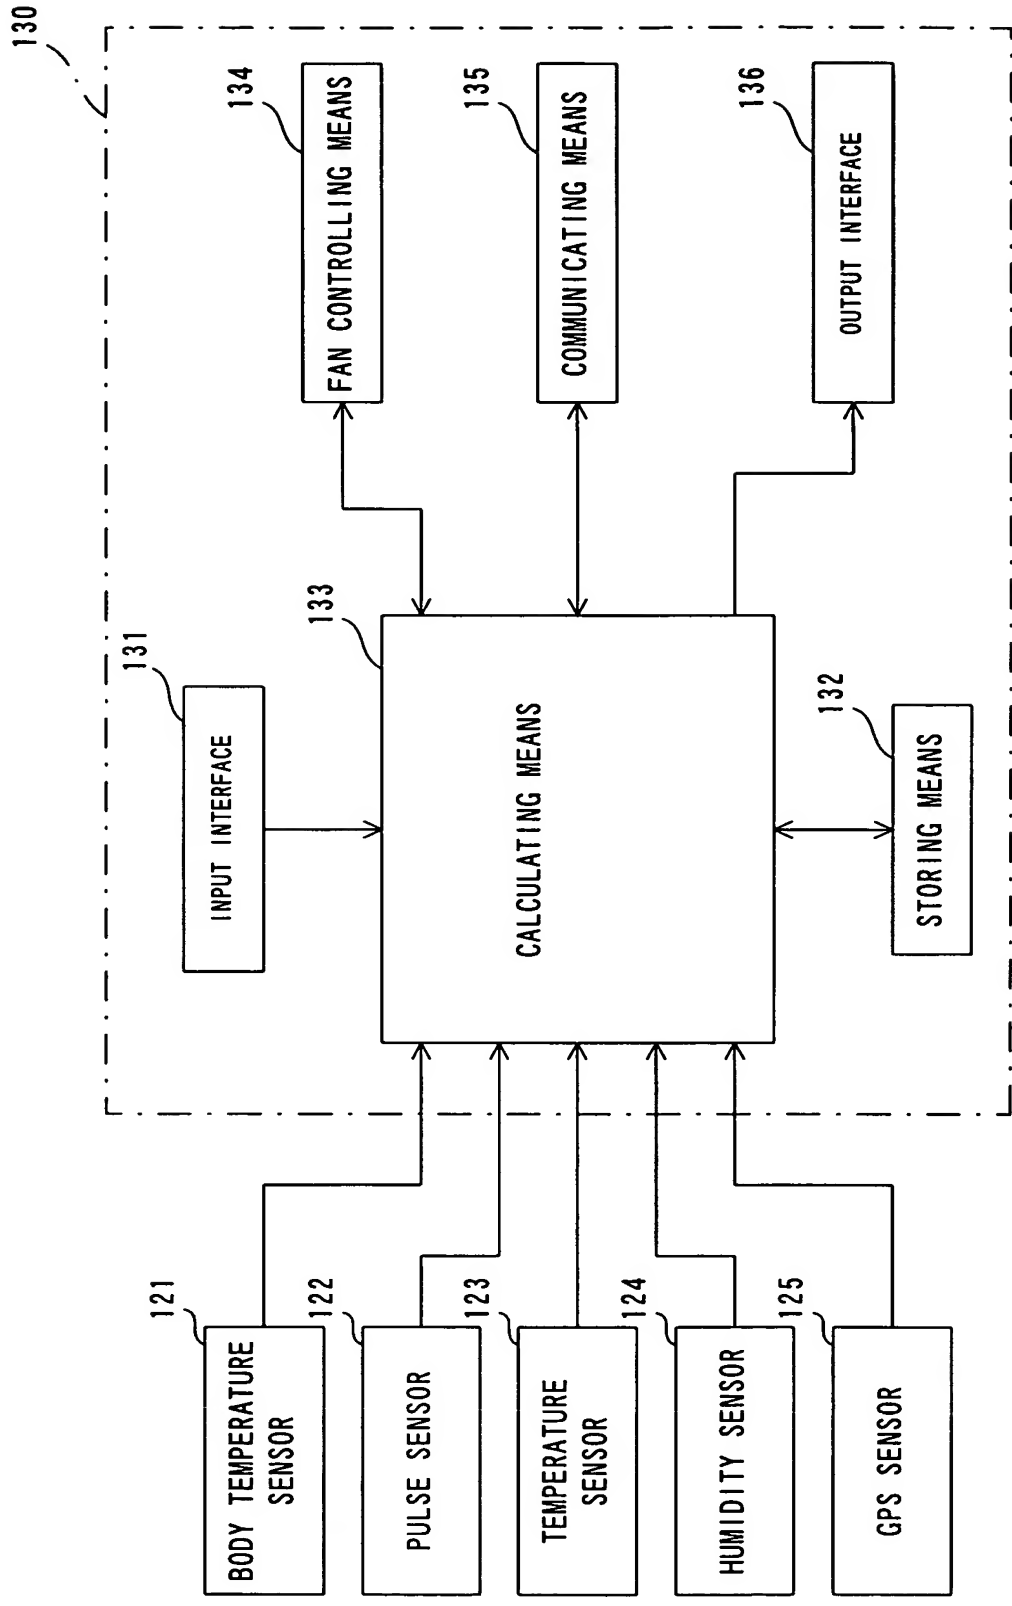 130
121
BODY TEMPERATURE
SENSOR
122
PULSE SENSOR
123
TEMPERATURE
SENSOR
124
HUMIDITY SENSOR
125
GPS SENSOR
131
INPUT INTERFACE
133
CALCULATING MEANS
132
STORING MEANS
134
FAN CONTROLLING MEANS
135
COMMUNICATING MEANS
136
OUTPUT INTERFACE